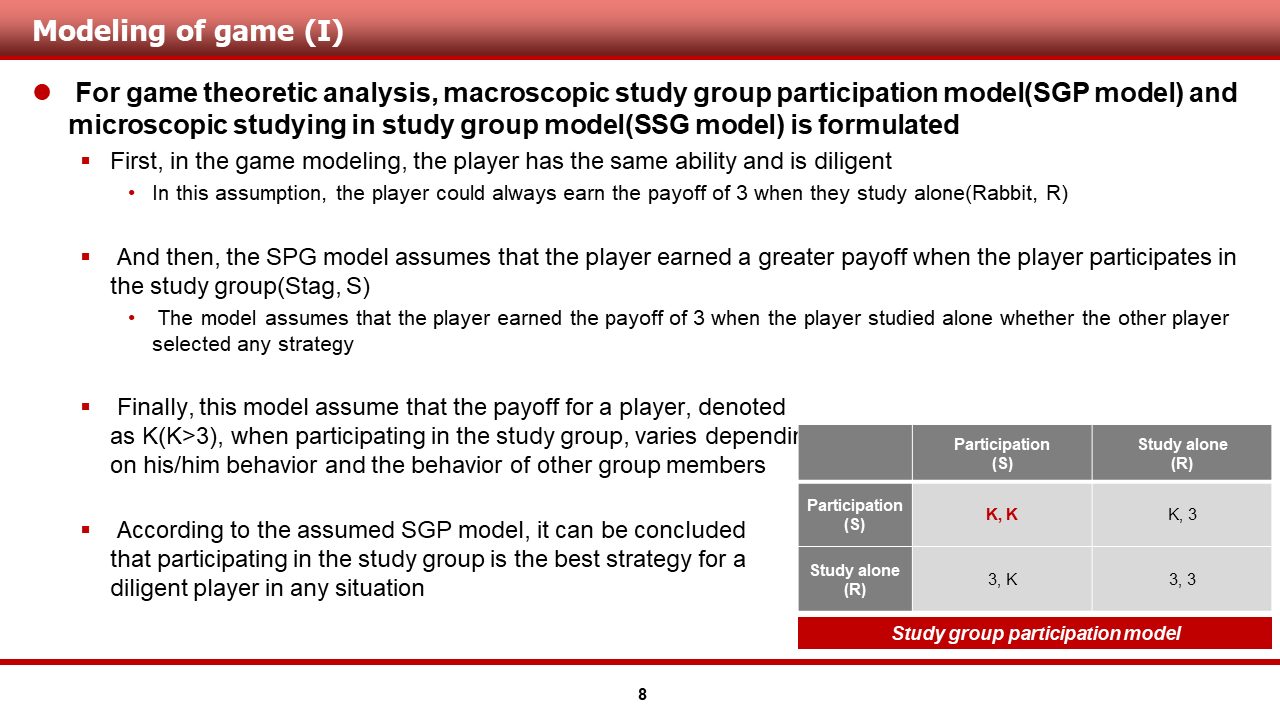 Modeling of game (I)
For game theoretic analysis, macroscopic study group participation model(SGP model) and
microscopic studying in study group model(SSG model) is formulated
First, in the game modeling, the player has the same ability and is diligent
In this assumption, the player could always earn the payoff of 3 when they study alone(Rabbit, R)
And then, the SPG model assumes that the player earned a greater payoff when the player participates in
the study group(Stag, S)
The model assumes that the player earned the payoff of 3 when the player studied alone whether the other player
selected any strategy
Finally, this model assume that the payoff for a player, denoted
as K(K>3), when participating in the study group, varies dependin
on his/him behavior and the behavior of other group members
According to the assumed SGP model, it can be concluded
that participating in the study group is the best strategy for a
diligent player in any situation
Participation
(S)
Study alone
(R)
Participation
(S)
K, K
K, 3
Study alone
(R)
3, K
3, 3
Study group participation model
8